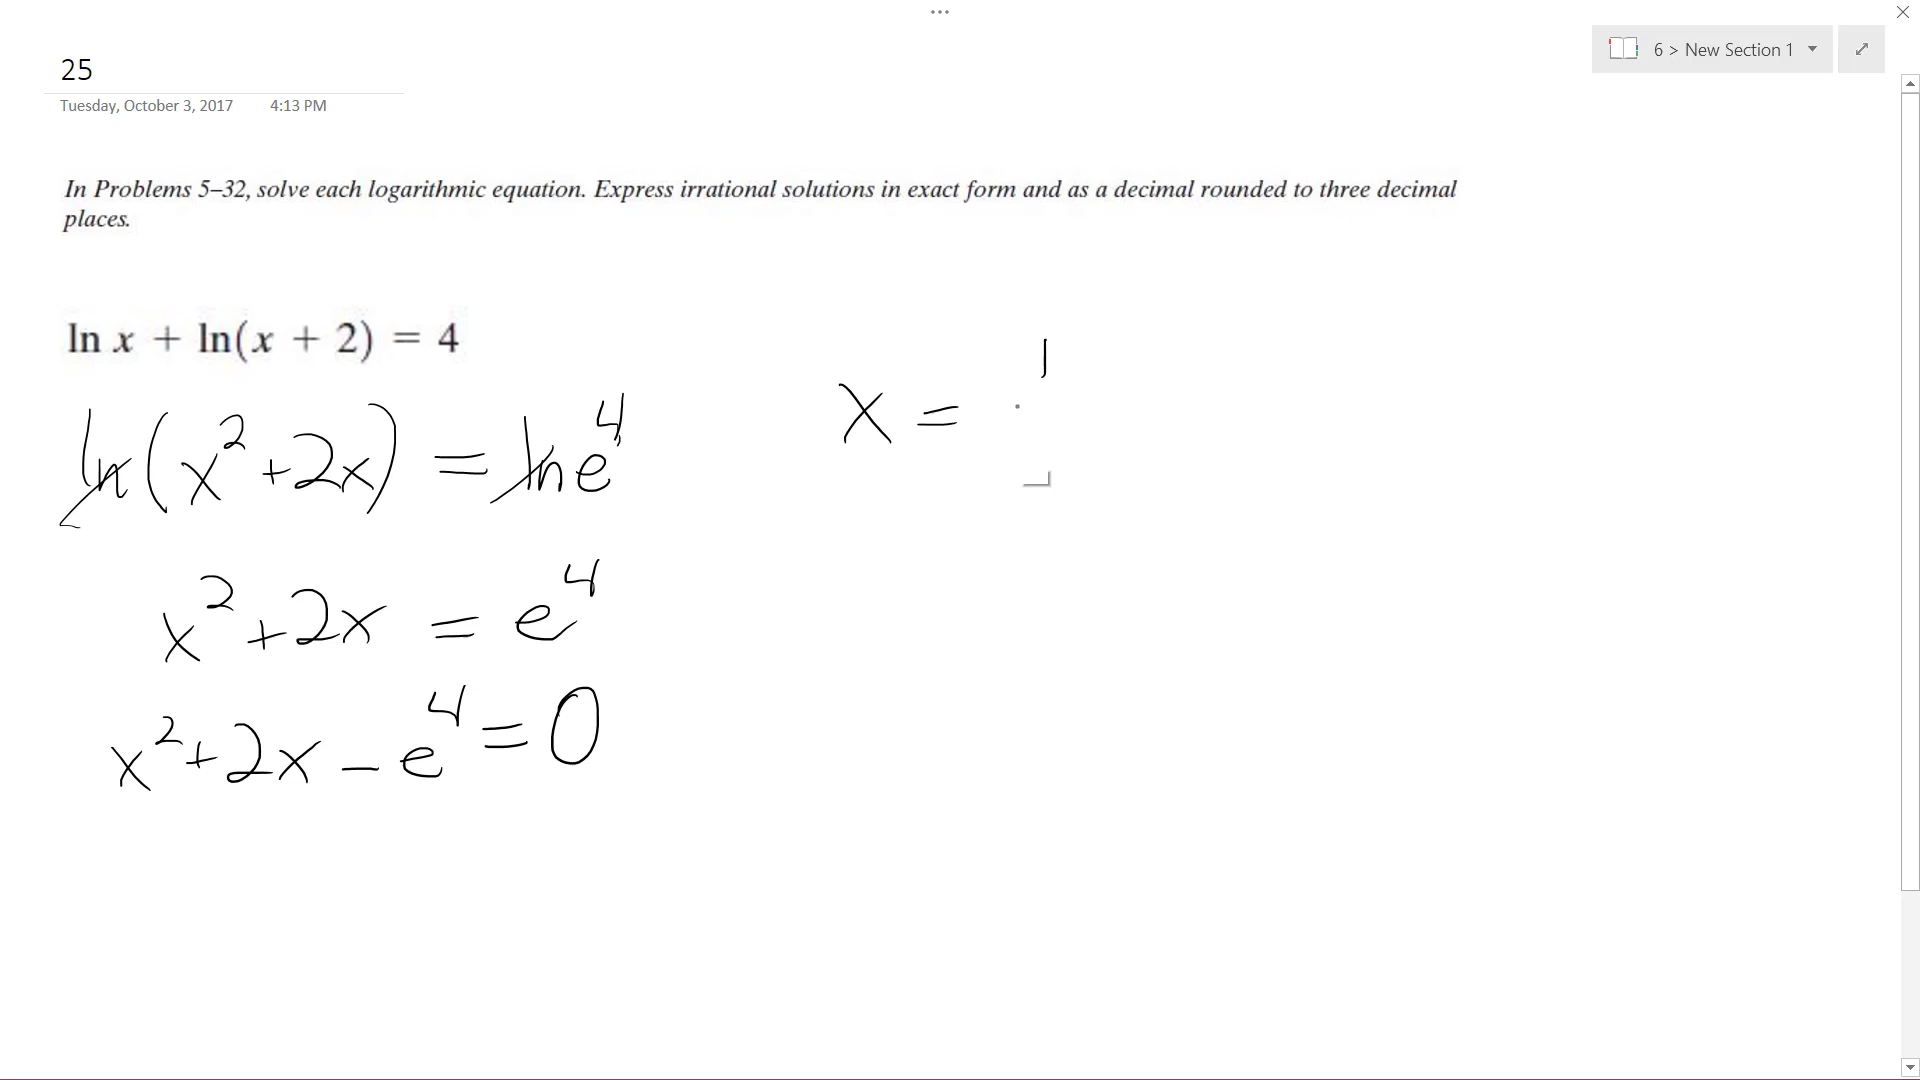 6 > New Section 1
25
Tuesday, October 3, 2017 4:13 PM
In Problems 5–32, solve each logarithmic equation. Express irrational solutions in exact form and as a decimal rounded to three decimal
places.
ln x + ln(x + 2) = 4
ln(x² + 2x) = ln e⁴
x² + 2x = e⁴
x² + 2x − e⁴ = 0
x =